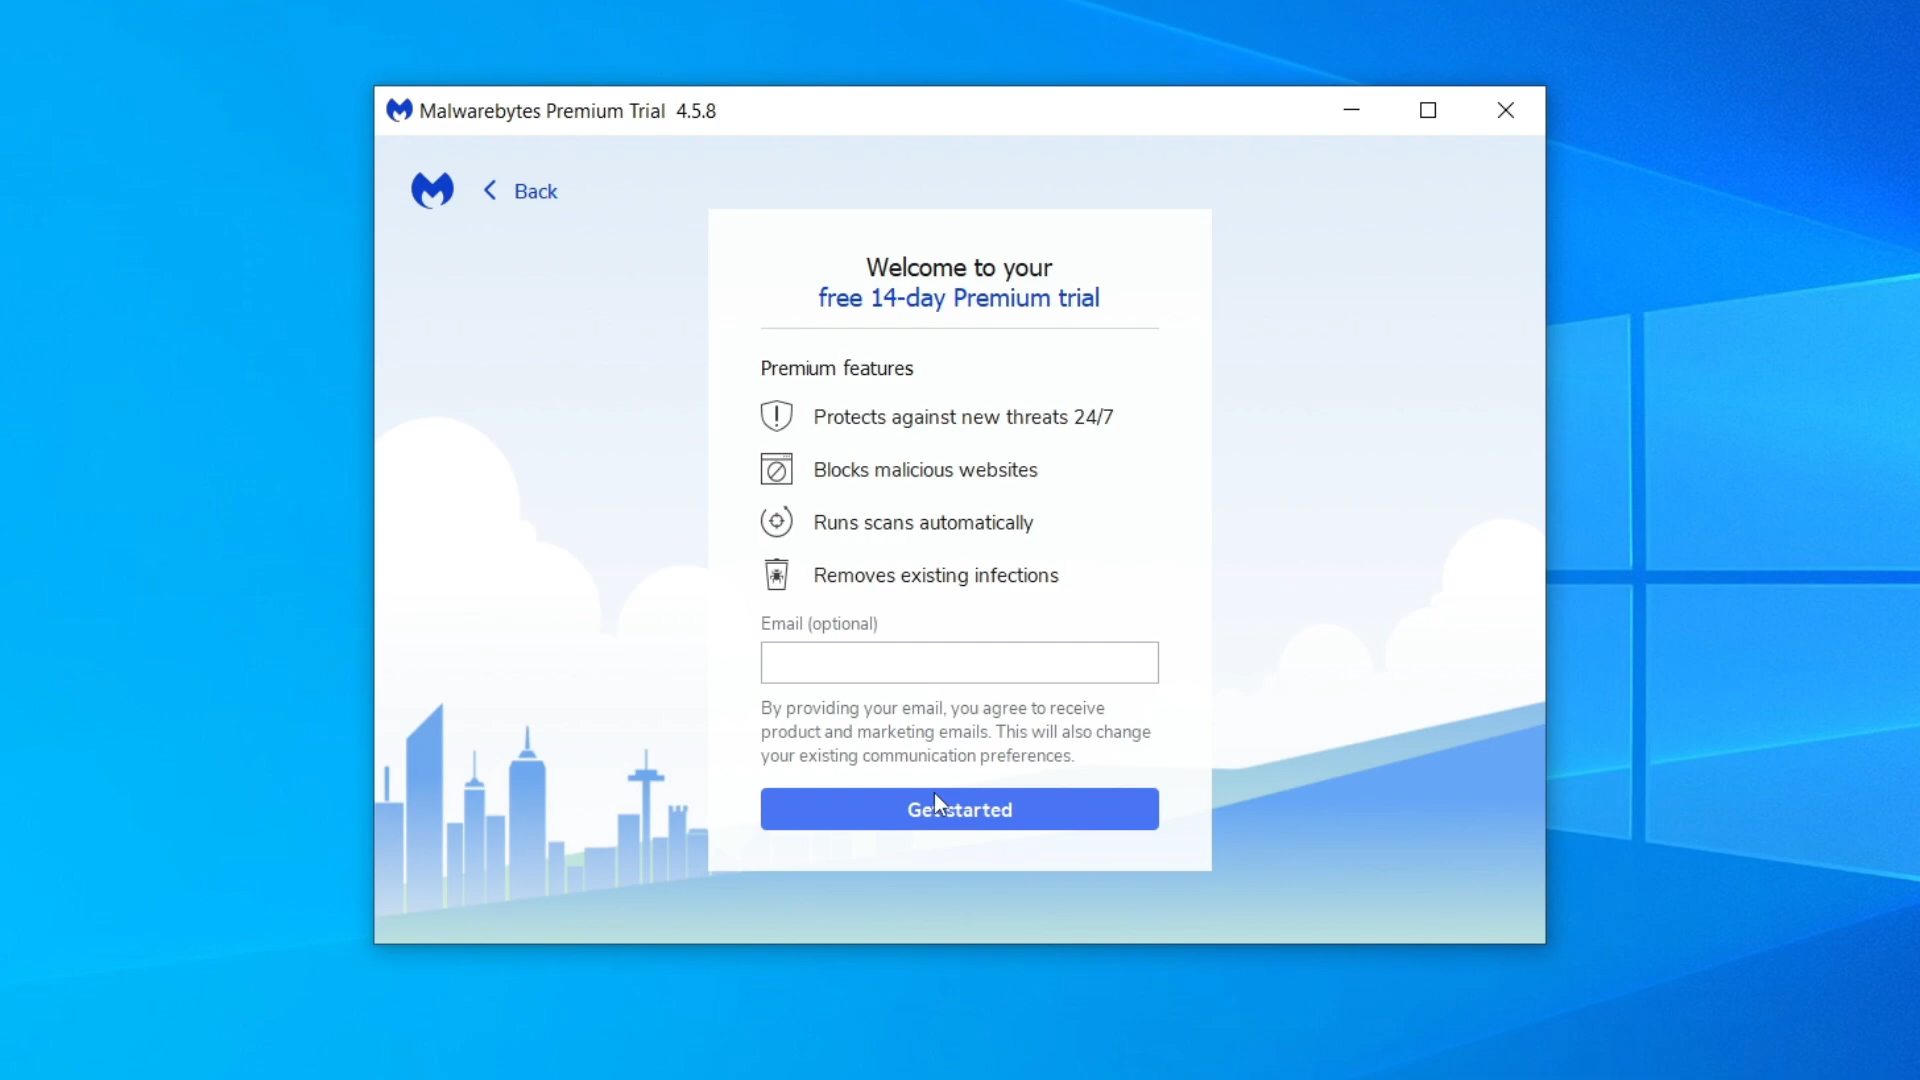 Malwarebytes Premium Trial 4.5.8
Back
Welcome to your
free 14-day Premium trial
Premium features
Protects against new threats 24/7
Blocks malicious websites
Runs scans automatically
Removes existing infections
Email (optional)
By providing your email, you agree to receive
product and marketing emails. This will also change
your existing communication preferences.
Get started